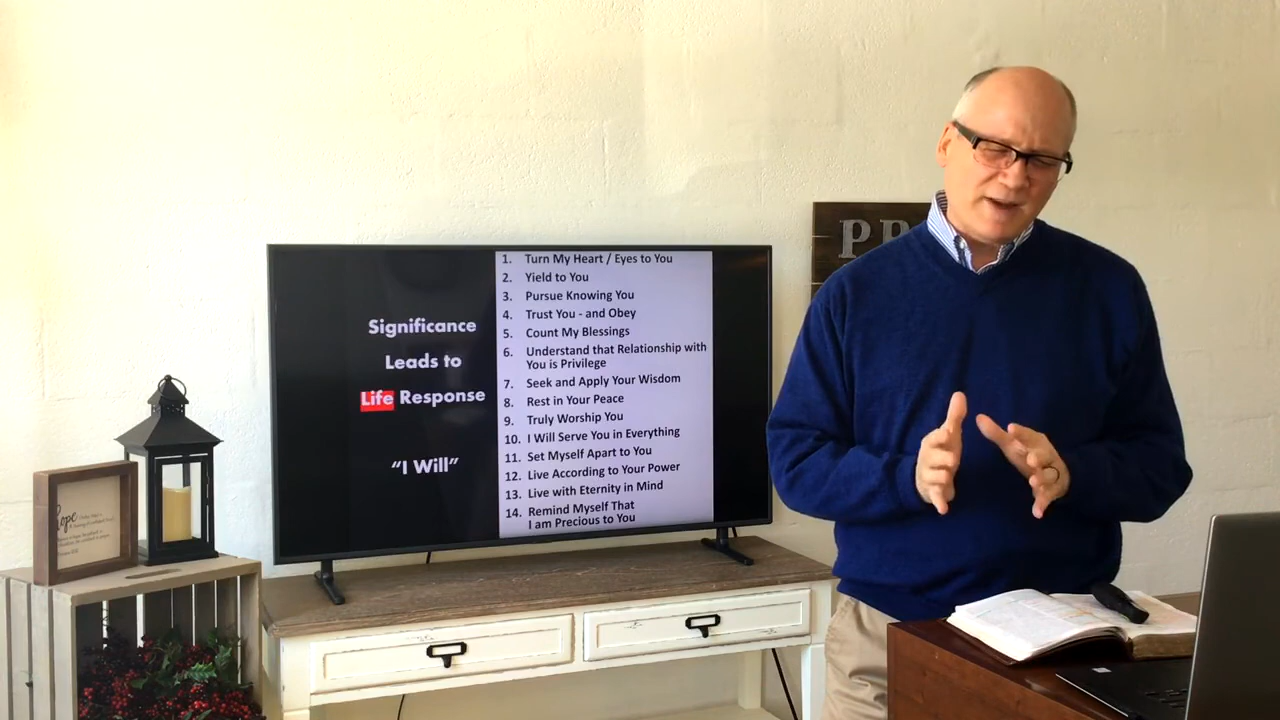 Significance
Leads to
Life Response
"I Will"
1. Turn My Heart / Eyes to You
2. Yield to You
3. Pursue Knowing You
4. Trust You - and Obey
5. Count My Blessings
6. Understand that Relationship with
You is Privilege
7. Seek and Apply Your Wisdom
8. Rest in Your Peace
9. Truly Worship You
10. I Will Serve You in Everything
11. Set Myself Apart to You
12. Live According to Your Power
13. Live with Eternity in Mind
14. Remind Myself That
I am Precious to You
hope